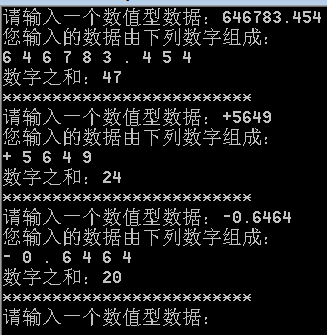 请输入一个数值型数据：646783.454
您输入的数据由下列数字组成：
6 4 6 7 8 3 . 4 5 4
数字之和：47
*************************
请输入一个数值型数据：+5649
您输入的数据由下列数字组成：
+ 5 6 4 9
数字之和：24
*************************
请输入一个数值型数据：-0.6464
您输入的数据由下列数字组成：
- 0 . 6 4 6 4
数字之和：20
*************************
请输入一个数值型数据：